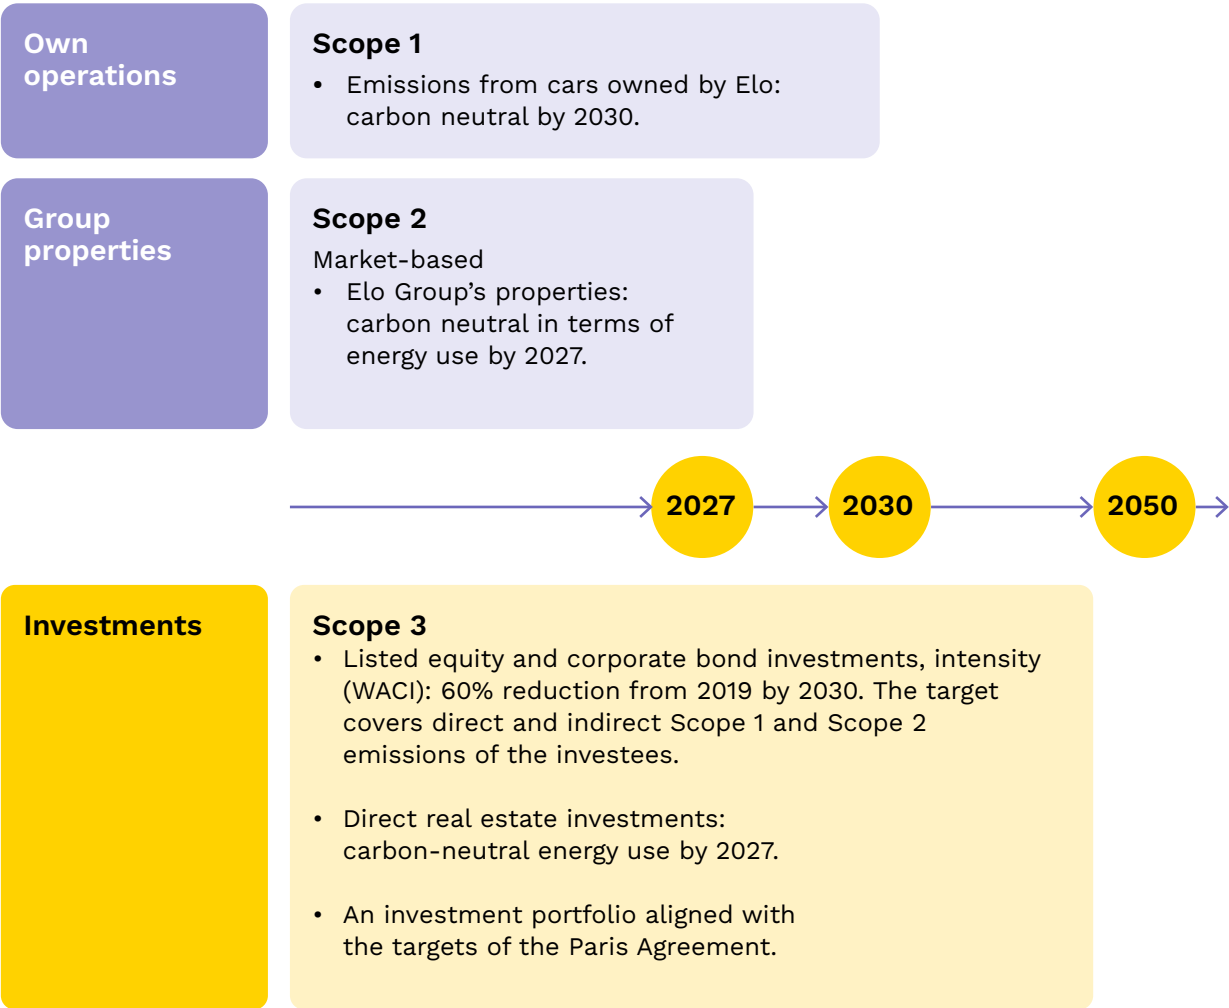 Own
operations
Scope 1
• Emissions from cars owned by Elo:
carbon neutral by 2030.
Group
properties
Scope 2
Market-based
• Elo Group’s properties:
carbon neutral in terms of
energy use by 2027.
2027
2030
2050
Investments
Scope 3
• Listed equity and corporate bond investments, intensity
(WACI): 60% reduction from 2019 by 2030. The target
covers direct and indirect Scope 1 and Scope 2
emissions of the investees.
• Direct real estate investments:
carbon-neutral energy use by 2027.
• An investment portfolio aligned with
the targets of the Paris Agreement.